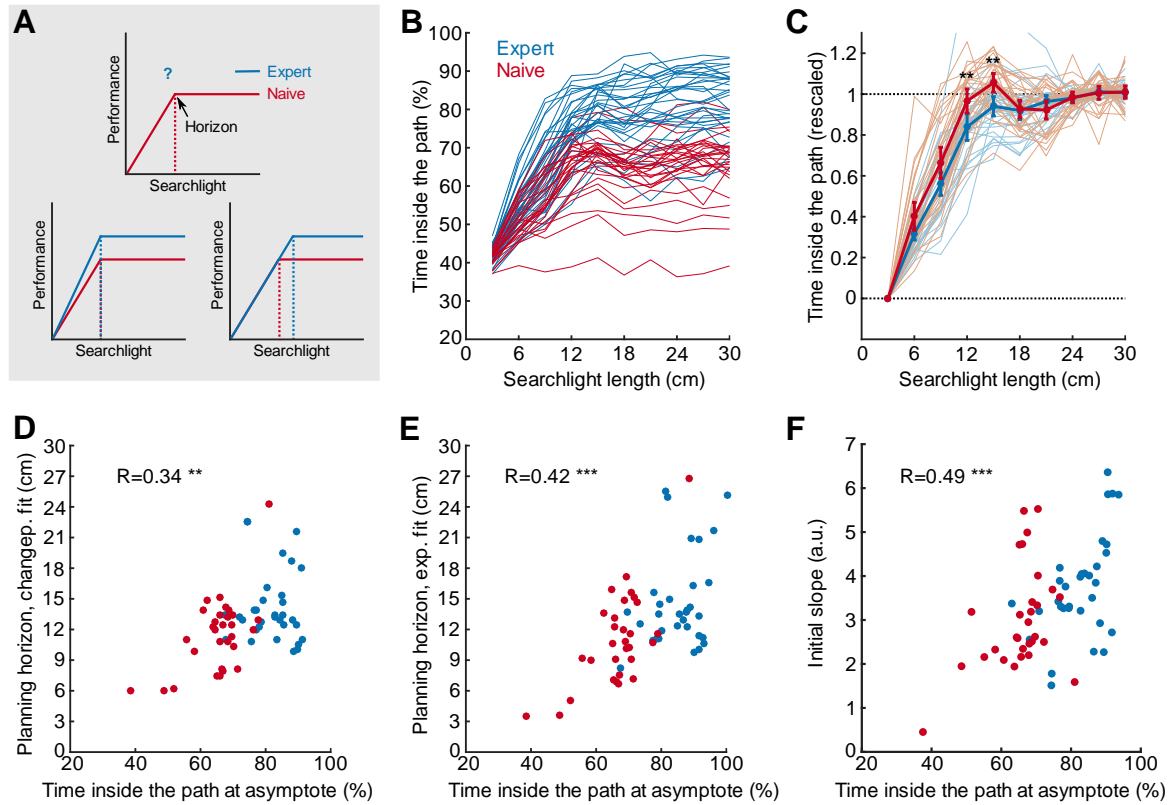 A
Performance
?
Expert
Naive
Horizon
Searchlight
Performance
Searchlight
Performance
Searchlight
B
Time inside the path (%)
100
90
80
70
60
50
40
30
20
Expert
Naive
0
6
12
18
24
30
Searchlight length (cm)
C
Time inside the path (rescaled)
1.2
1
0.8
0.6
0.4
0.2
0
** **
0
6
12
18
24
30
Searchlight length (cm)
D
Planning horizon, changep. fit (cm)
30
27
24
21
18
15
12
9
6
3
0
R=0.34 **
20
40
60
80
100
Time inside the path at asymptote (%)
E
Planning horizon, exp. fit (cm)
30
27
24
21
18
15
12
9
6
3
0
R=0.42 ***
20
40
60
80
100
Time inside the path at asymptote (%)
F
Initial slope (a.u.)
7
6
5
4
3
2
1
0
R=0.49 ***
20
40
60
80
100
Time inside the path at asymptote (%)